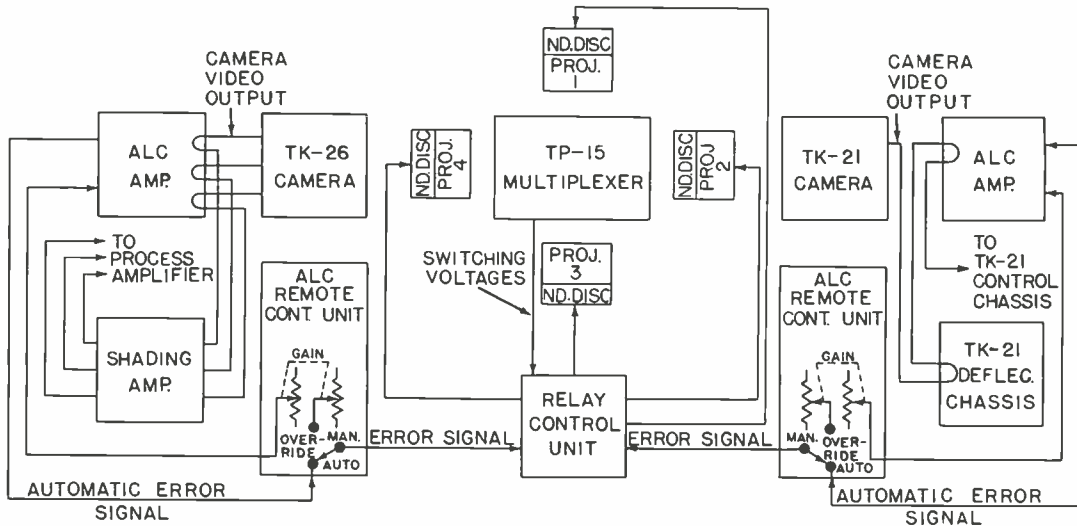 CAMERA
VIDEO
OUTPUT
ALC
AMP.
TK-26
CAMERA
TO
PROCESS
AMPLIFIER
SHADING
AMP.
ALC
REMOTE
CONT. UNIT
GAIN
OVER-
RIDE
MAN.
AUTO
ERROR SIGNAL
AUTOMATIC ERROR
SIGNAL
ND.DISC
PROJ.
4
ND.DISC
PROJ.
1
TP-15
MULTIPLEXER
ND.DISC
PROJ
2
SWITCHING
VOLTAGES
PROJ.
3
ND.DISC
RELAY
CONTROL
UNIT
ERROR SIGNAL
CAMERA
VIDEO
OUTPUT
TK-21
CAMERA
ALC
AMP.
TO
TK-21
CONTROL
CHASSIS
TK-21
DEFLEC.
CHASSIS
ALC
REMOTE
CONT. UNIT
GAIN
MAN.
OVER-
RIDE
AUTO
AUTOMATIC ERROR
SIGNAL